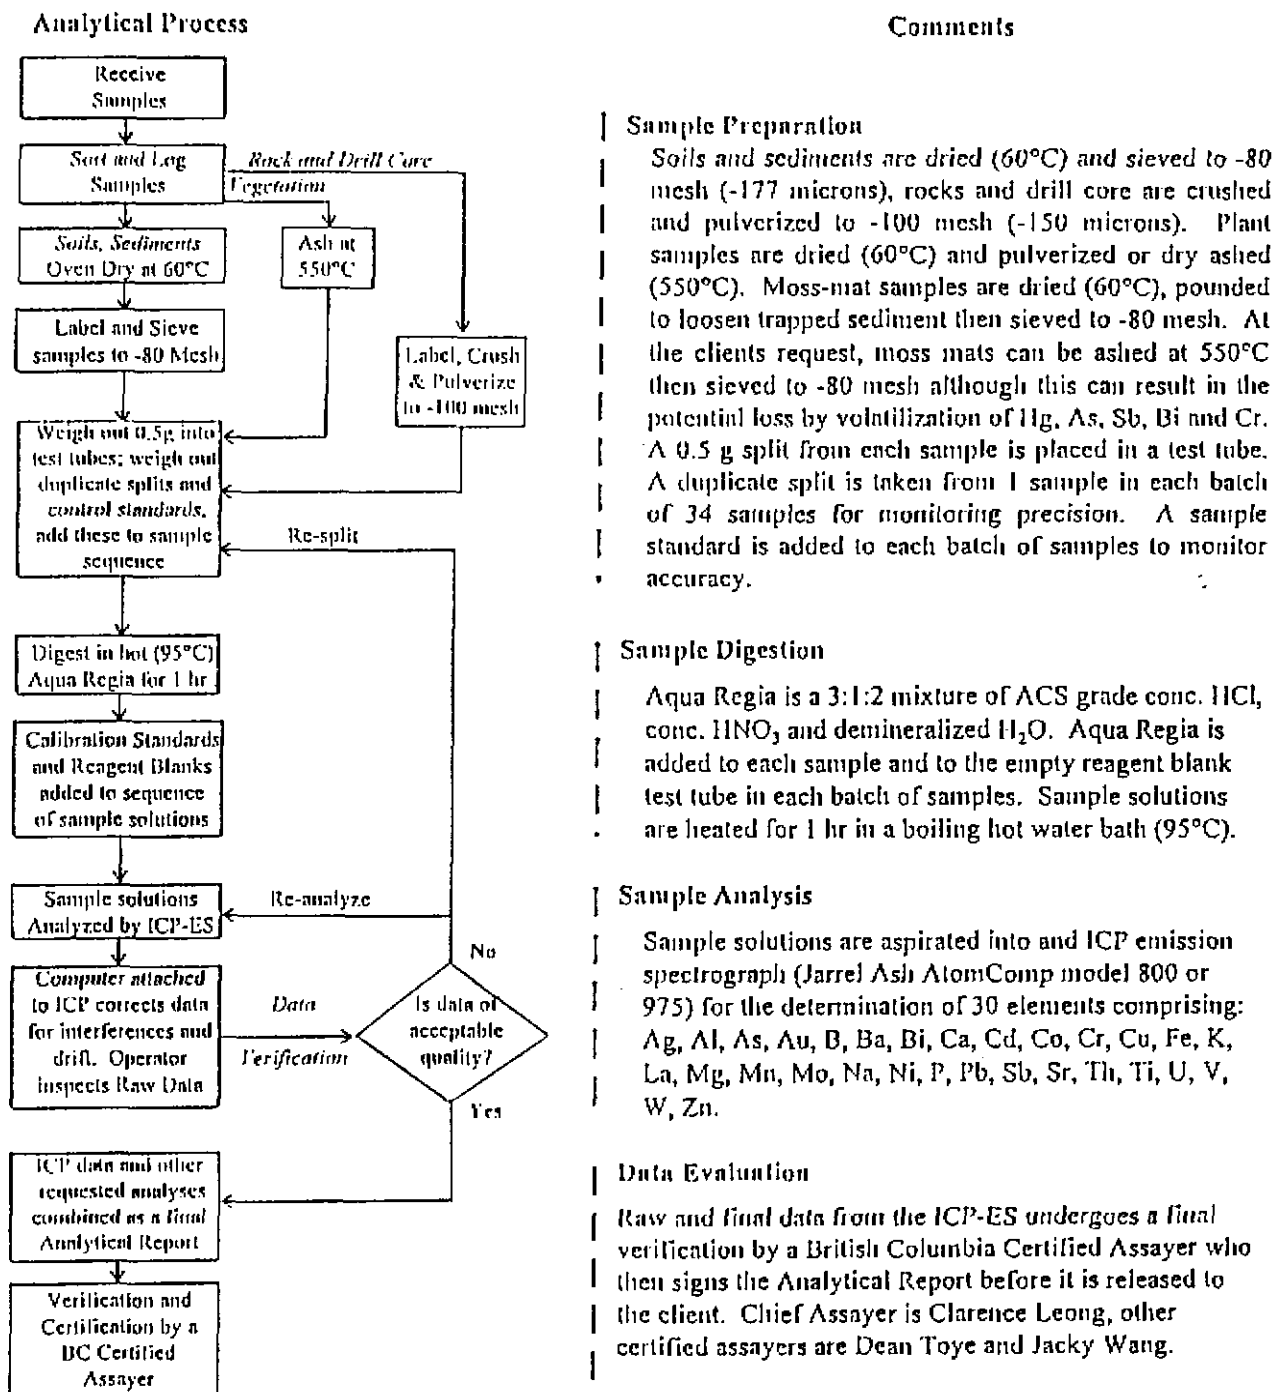 Analytical Process
Receive
Samples
Sort and Log
Samples
Rock and Drill Core
Vegetation
Soils, Sediments
Oven Dry at 60°C
Ash at
550°C
Label and Sieve
samples to -80 Mesh
Label, Crush
& Pulverize
to -100 mesh
Weigh out 0.5g into
test tubes; weigh out
duplicate splits and
control standards,
add these to sample
sequence
Re-split
Digest in hot (95°C)
Aqua Regia for 1 hr
Calibration Standards
and Reagent Blanks
added to sequence
of sample solutions
Sample solutions
Analyzed by ICP-ES
Re-analyze
No
Computer attached
to ICP corrects data
for interferences and
drift. Operator
inspects Raw Data
Data
Verification
Is data of
acceptable
quality?
Yes
ICP data and other
requested analyses
combined as a final
Analytical Report
Verification and
Certification by a
BC Certified
Assayer
Comments
Sample Preparation
Soils and sediments are dried (60°C) and sieved to -80
mesh (-177 microns), rocks and drill core are crushed
and pulverized to -100 mesh (-150 microns). Plant
samples are dried (60°C) and pulverized or dry ashed
(550°C). Moss-mat samples are dried (60°C), pounded
to loosen trapped sediment then sieved to -80 mesh. At
the clients request, moss mats can be ashed at 550°C
then sieved to -80 mesh although this can result in the
potential loss by volatilization of Hg, As, Sb, Bi and Cr.
A 0.5 g split from each sample is placed in a test tube.
A duplicate split is taken from 1 sample in each batch
of 34 samples for monitoring precision. A sample
standard is added to each batch of samples to monitor
accuracy.
Sample Digestion
Aqua Regia is a 3:1:2 mixture of ACS grade conc. HCl,
conc. HNO₃ and demineralized H₂O. Aqua Regia is
added to each sample and to the empty reagent blank
test tube in each batch of samples. Sample solutions
are heated for 1 hr in a boiling hot water bath (95°C).
Sample Analysis
Sample solutions are aspirated into and ICP emission
spectrograph (Jarrel Ash AtomComp model 800 or
975) for the determination of 30 elements comprising:
Ag, Al, As, Au, B, Ba, Bi, Ca, Cd, Co, Cr, Cu, Fe, K,
La, Mg, Mn, Mo, Na, Ni, P, Pb, Sb, Sr, Th, Ti, U, V,
W, Zn.
Data Evaluation
Raw and final data from the ICP-ES undergoes a final
verification by a British Columbia Certified Assayer who
then signs the Analytical Report before it is released to
the client. Chief Assayer is Clarence Leong, other
certified assayers are Dean Toye and Jacky Wang.